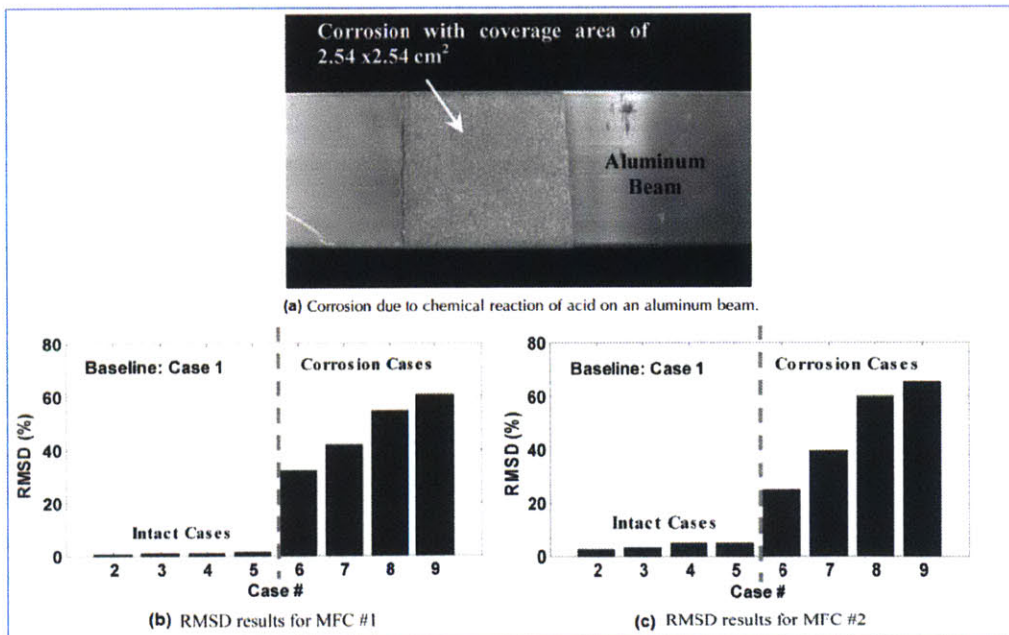 Corrosion with coverage area of
2.54 x2.54 cm²
Aluminum
Beam
(a) Corrosion due to chemical reaction of acid on an aluminum beam.
80
60
40
20
0
RMSD (%)
Baseline: Case 1
Corrosion Cases
Intact Cases
2 3 4 5 6 7 8 9
Case #
(b) RMSD results for MFC #1
80
60
40
20
0
RMSD (%)
Baseline: Case 1
Corrosion Cases
Intact Cases
2 3 4 5 6 7 8 9
Case #
(c) RMSD results for MFC #2